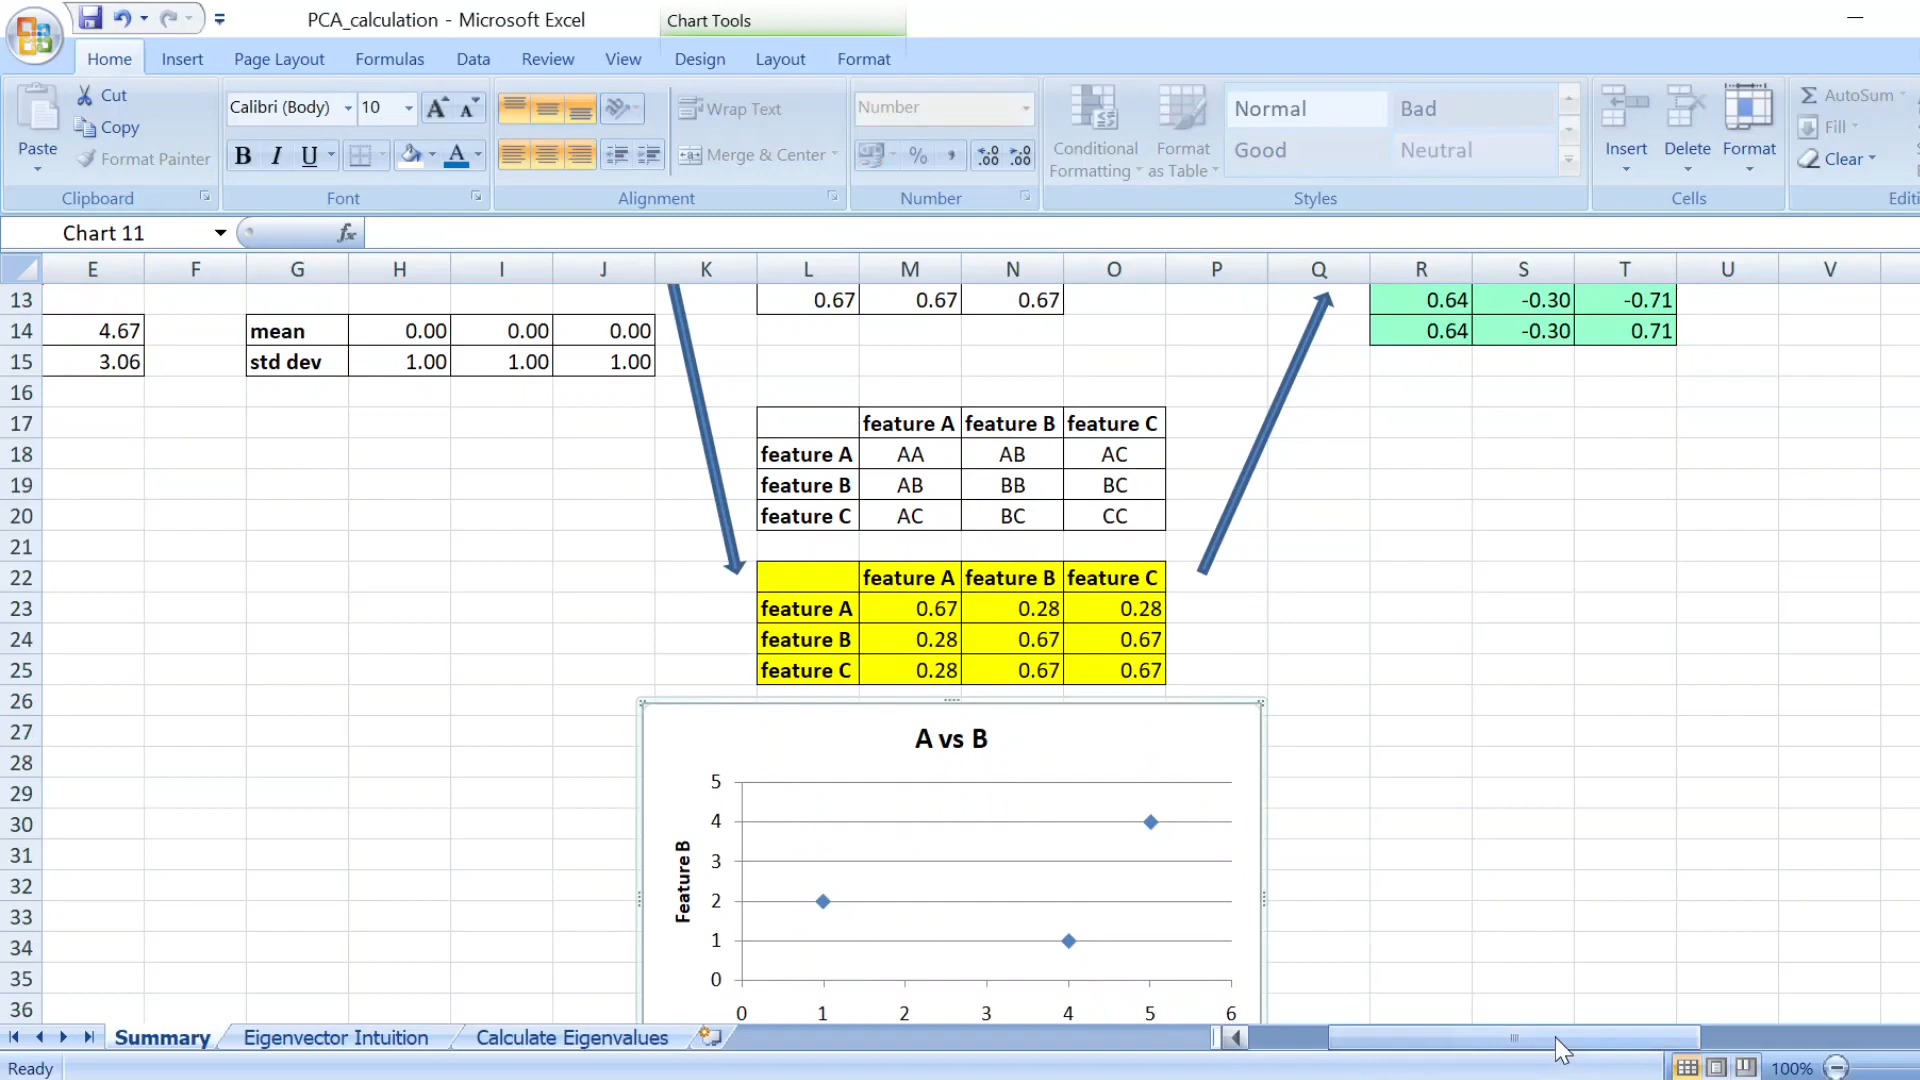 PCA_calculation - Microsoft Excel
Chart Tools
Home Insert Page Layout Formulas Data Review View Design Layout Format
Paste
Cut
Copy
Format Painter
Clipboard
Calibri (Body) 10
B I U
Font
Wrap Text
Merge & Center
Alignment
Number
%
Number
Conditional Formatting
Format as Table
Normal Bad
Good Neutral
Styles
Insert Delete Format
Cells
Σ AutoSum
Fill
Clear
Editi
Chart 11 fx
E F G H I J K L M N O P Q R S T U V
13 0.67 0.67 0.67 0.64 -0.30 -0.71
14 4.67 mean 0.00 0.00 0.00 0.64 -0.30 0.71
15 3.06 std dev 1.00 1.00 1.00
16
17 feature A feature B feature C
18 feature A AA AB AC
19 feature B AB BB BC
20 feature C AC BC CC
21
22 feature A feature B feature C
23 feature A 0.67 0.28 0.28
24 feature B 0.28 0.67 0.67
25 feature C 0.28 0.67 0.67
26
27
28
29
30
31
32
33
34
35
36
A vs B
Feature B
5
4
3
2
1
0
0 1 2 3 4 5 6
Summary Eigenvector Intuition Calculate Eigenvalues
Ready 100%